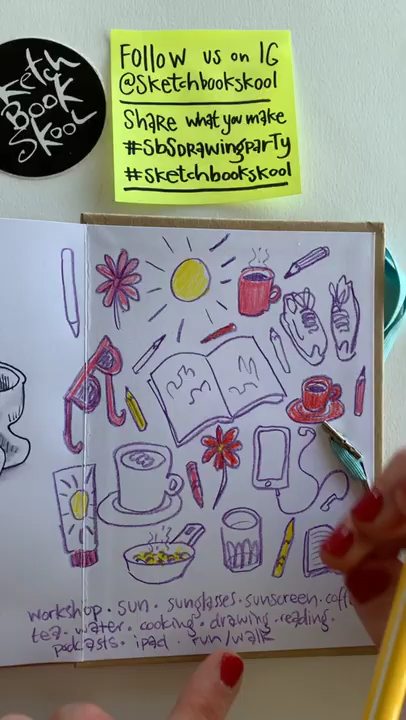 Sketch
Book
Skool
Follow us on IG
@Sketchbookskool
Share what you make
#SbSDrawingParty
#sketchbookskool
workshop · sun · sunglasses · sunscreen ·
tea · water · cooking · drawing · reading ·
podcasts · ipad · run/walk